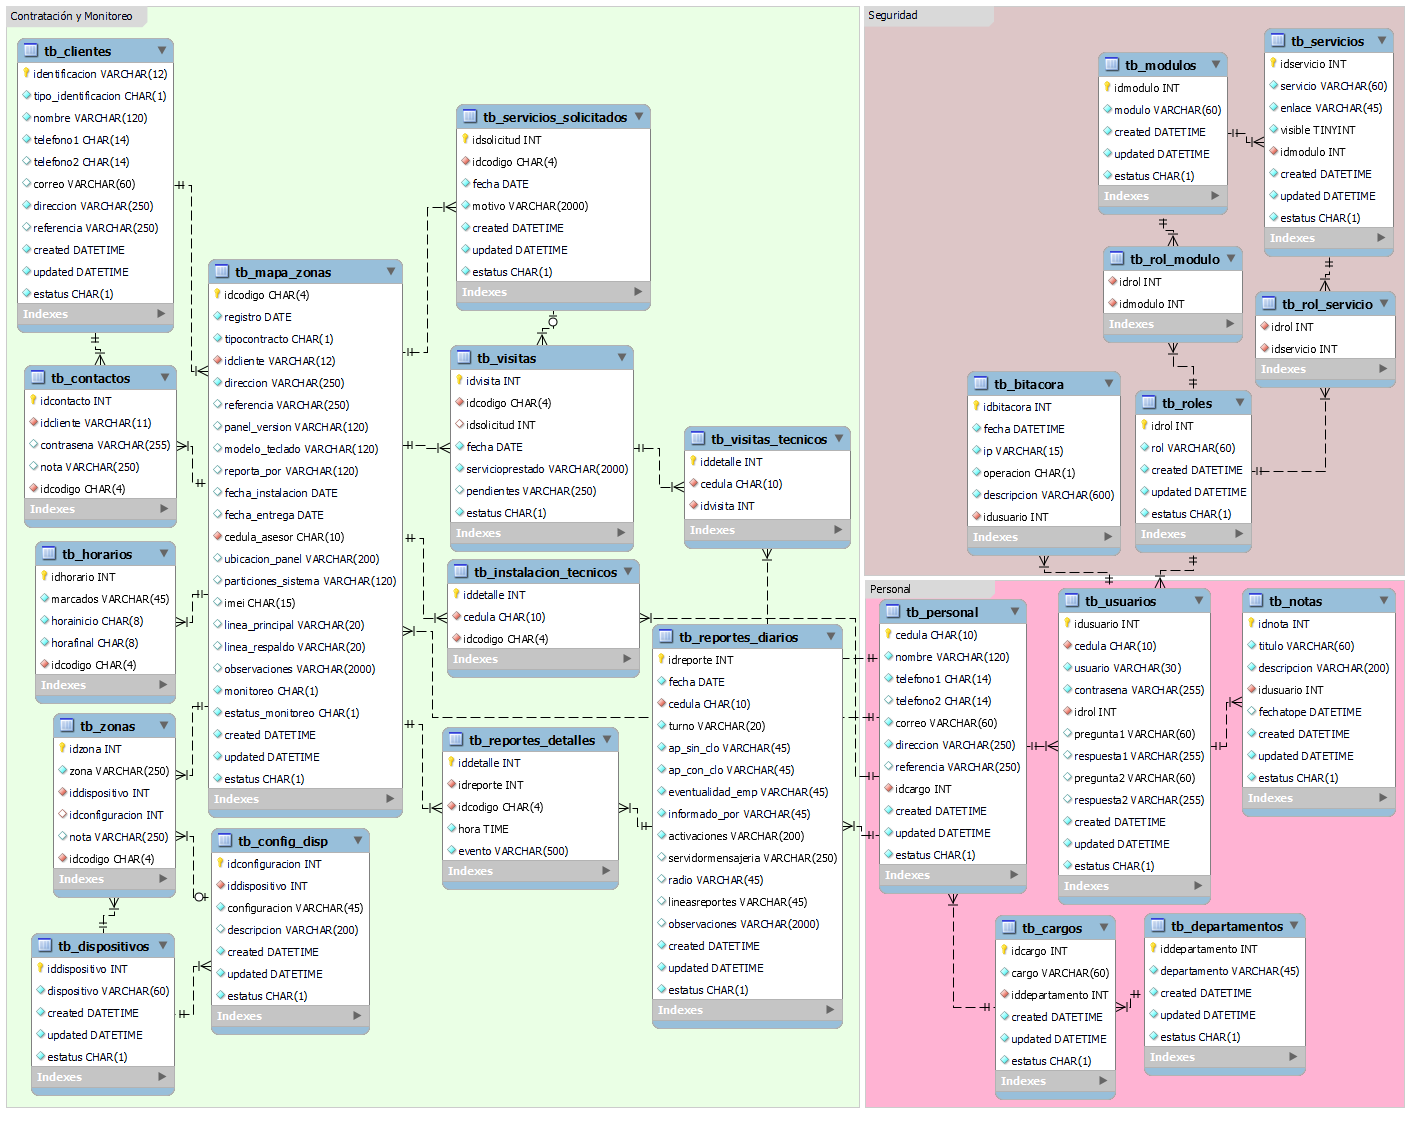 Contratación y Monitoreo
tb_clientes
identificacion VARCHAR(12)
tipo_identificacion CHAR(1)
nombre VARCHAR(120)
telefono1 CHAR(14)
telefono2 CHAR(14)
correo VARCHAR(60)
direccion VARCHAR(250)
referencia VARCHAR(250)
created DATETIME
updated DATETIME
estatus CHAR(1)
Indexes
tb_contactos
idcontacto INT
idcliente VARCHAR(11)
contrasena VARCHAR(255)
nota VARCHAR(250)
idcodigo CHAR(4)
Indexes
tb_horarios
idhorario INT
marcados VARCHAR(45)
horainicio CHAR(8)
horafinal CHAR(8)
idcodigo CHAR(4)
Indexes
tb_zonas
idzona INT
zona VARCHAR(250)
iddispositivo INT
idconfiguracion INT
nota VARCHAR(250)
idcodigo CHAR(4)
Indexes
tb_dispositivos
iddispositivo INT
dispositivo VARCHAR(60)
created DATETIME
updated DATETIME
estatus CHAR(1)
Indexes
tb_mapa_zonas
idcodigo CHAR(4)
registro DATE
tipocontracto CHAR(1)
idcliente VARCHAR(12)
direccion VARCHAR(250)
referencia VARCHAR(250)
panel_version VARCHAR(120)
modelo_teclado VARCHAR(120)
reporta_por VARCHAR(120)
fecha_instalacion DATE
fecha_entrega DATE
cedula_asesor CHAR(10)
ubicacion_panel VARCHAR(200)
particiones_sistema VARCHAR(120)
imei CHAR(15)
linea_principal VARCHAR(20)
linea_respaldo VARCHAR(20)
observaciones VARCHAR(2000)
monitoreo CHAR(1)
estatus_monitoreo CHAR(1)
created DATETIME
updated DATETIME
estatus CHAR(1)
Indexes
tb_config_disp
idconfiguracion INT
iddispositivo INT
configuracion VARCHAR(45)
descripcion VARCHAR(200)
created DATETIME
updated DATETIME
estatus CHAR(1)
Indexes
tb_servicios_solicitados
idsolicitud INT
idcodigo CHAR(4)
fecha DATE
motivo VARCHAR(2000)
created DATETIME
updated DATETIME
estatus CHAR(1)
Indexes
tb_visitas
idvisita INT
idcodigo CHAR(4)
idsolicitud INT
fecha DATE
servicioprestado VARCHAR(2000)
pendientes VARCHAR(250)
estatus CHAR(1)
Indexes
tb_instalacion_tecnicos
iddetalle INT
cedula CHAR(10)
idcodigo CHAR(4)
Indexes
tb_reportes_detalles
iddetalle INT
idreporte INT
idcodigo CHAR(4)
hora TIME
evento VARCHAR(500)
Indexes
tb_visitas_tecnicos
iddetalle INT
cedula CHAR(10)
idvisita INT
Indexes
tb_reportes_diarios
idreporte INT
fecha DATE
cedula CHAR(10)
turno VARCHAR(20)
ap_sin_clo VARCHAR(45)
ap_con_clo VARCHAR(45)
eventualidad_emp VARCHAR(45)
informado_por VARCHAR(45)
activaciones VARCHAR(200)
servidormensajeria VARCHAR(250)
radio VARCHAR(45)
lineasreportes VARCHAR(45)
observaciones VARCHAR(2000)
created DATETIME
updated DATETIME
estatus CHAR(1)
Indexes
Seguridad
tb_modulos
idmodulo INT
modulo VARCHAR(60)
created DATETIME
updated DATETIME
estatus CHAR(1)
Indexes
tb_servicios
idservicio INT
servicio VARCHAR(60)
enlace VARCHAR(45)
visible TINYINT
idmodulo INT
created DATETIME
updated DATETIME
estatus CHAR(1)
Indexes
tb_rol_modulo
idrol INT
idmodulo INT
Indexes
tb_rol_servicio
idrol INT
idservicio INT
Indexes
tb_bitacora
idbitacora INT
fecha DATETIME
ip VARCHAR(15)
operacion CHAR(1)
descripcion VARCHAR(600)
idusuario INT
Indexes
tb_roles
idrol INT
rol VARCHAR(60)
created DATETIME
updated DATETIME
estatus CHAR(1)
Indexes
Personal
tb_personal
cedula CHAR(10)
nombre VARCHAR(120)
telefono1 CHAR(14)
telefono2 CHAR(14)
correo VARCHAR(60)
direccion VARCHAR(250)
referencia VARCHAR(250)
idcargo INT
created DATETIME
updated DATETIME
estatus CHAR(1)
Indexes
tb_usuarios
idusuario INT
cedula CHAR(10)
usuario VARCHAR(30)
contrasena VARCHAR(255)
idrol INT
pregunta1 VARCHAR(60)
respuesta1 VARCHAR(255)
pregunta2 VARCHAR(60)
respuesta2 VARCHAR(255)
created DATETIME
updated DATETIME
estatus CHAR(1)
Indexes
tb_notas
idnota INT
titulo VARCHAR(60)
descripcion VARCHAR(200)
idusuario INT
fechatope DATETIME
created DATETIME
updated DATETIME
estatus CHAR(1)
Indexes
tb_cargos
idcargo INT
cargo VARCHAR(60)
iddepartamento INT
created DATETIME
updated DATETIME
estatus CHAR(1)
Indexes
tb_departamentos
iddepartamento INT
departamento VARCHAR(45)
created DATETIME
updated DATETIME
estatus CHAR(1)
Indexes